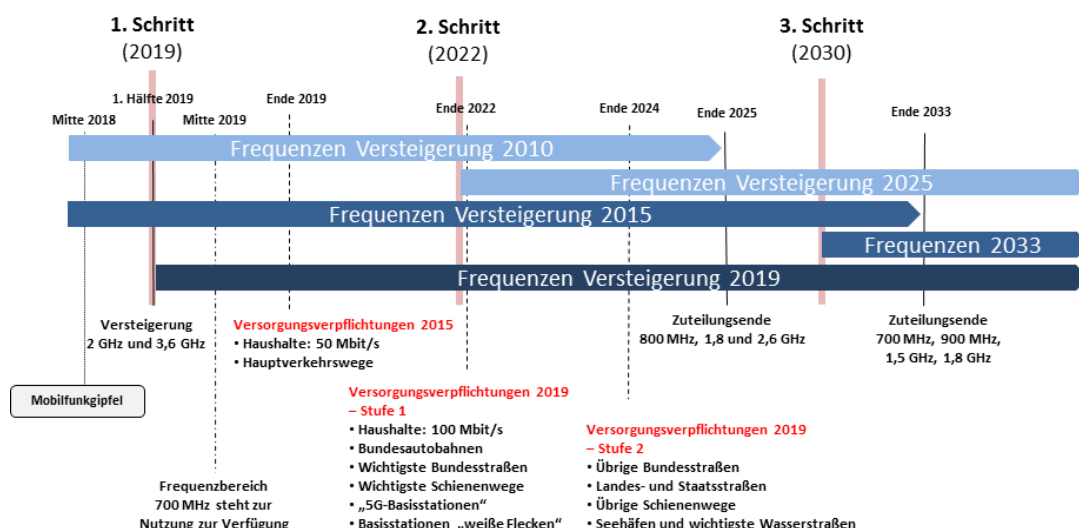 1. Schritt
(2019)
2. Schritt
(2022)
3. Schritt
(2030)
Mitte 2018
1. Hälfte 2019
Mitte 2019
Ende 2019
Ende 2022
Ende 2024
Ende 2025
Ende 2033
Frequenzen Versteigerung 2010
Frequenzen Versteigerung 2025
Frequenzen Versteigerung 2015
Frequenzen 2033
Frequenzen Versteigerung 2019
Versteigerung
2 GHz und 3,6 GHz
Versorgungsverpflichtungen 2015
• Haushalte: 50 Mbit/s
• Hauptverkehrswege
Zuteilungsende
800 MHz, 1,8 und 2,6 GHz
Zuteilungsende
700 MHz, 900 MHz,
1,5 GHz, 1,8 GHz
Mobilfunkgipfel
Versorgungsverpflichtungen 2019
– Stufe 1
• Haushalte: 100 Mbit/s
• Bundesautobahnen
• Wichtigste Bundesstraßen
• Wichtigste Schienenwege
• „5G-Basisstationen“
• Basisstationen „weiße Flecken“
Versorgungsverpflichtungen 2019
– Stufe 2
• Übrige Bundesstraßen
• Landes- und Staatsstraßen
• Übrige Schienenwege
• Seehäfen und wichtigste Wasserstraßen
Frequenzbereich
700 MHz steht zur
Nutzung zur Verfügung